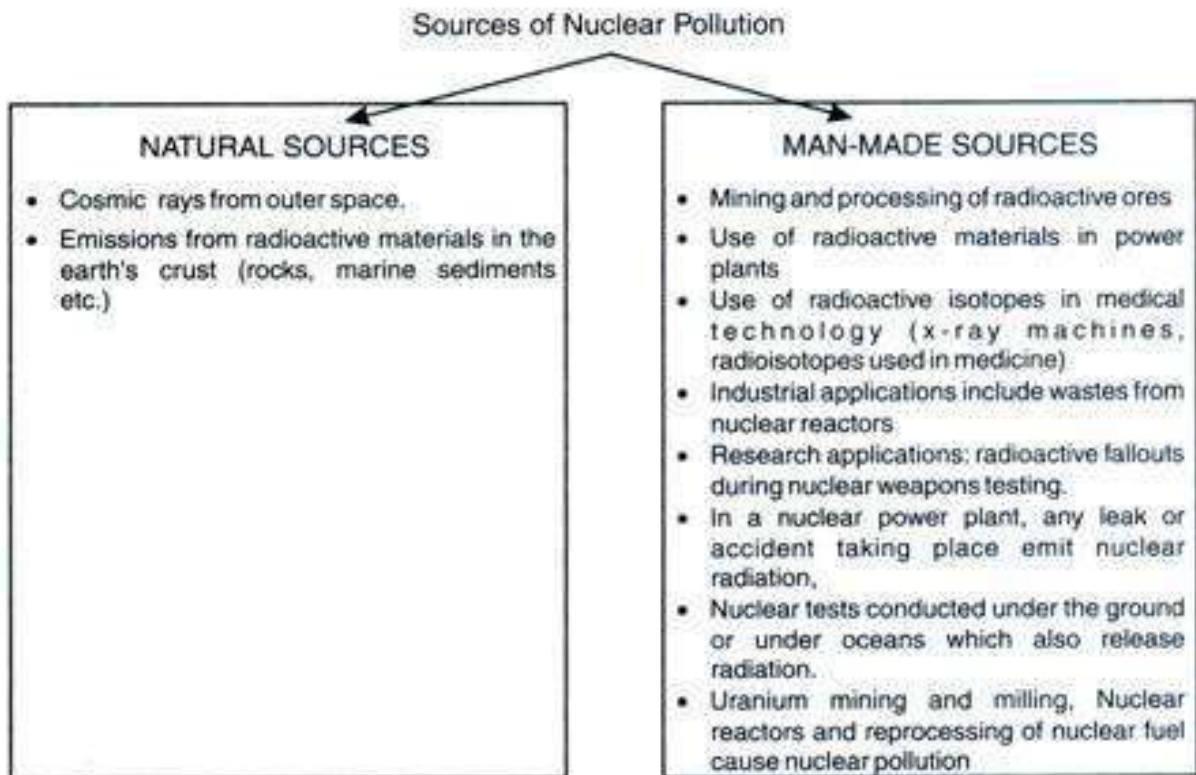 Sources of Nuclear Pollution
NATURAL SOURCES
• Cosmic rays from outer space.
• Emissions from radioactive materials in the
earth's crust (rocks, marine sediments
etc.)
MAN-MADE SOURCES
• Mining and processing of radioactive ores
• Use of radioactive materials in power
plants
• Use of radioactive isotopes in medical
technology (x-ray machines,
radioisotopes used in medicine)
• Industrial applications include wastes from
nuclear reactors
• Research applications: radioactive fallouts
during nuclear weapons testing.
• In a nuclear power plant, any leak or
accident taking place emit nuclear
radiation,
• Nuclear tests conducted under the ground
or under oceans which also release
radiation.
• Uranium mining and milling, Nuclear
reactors and reprocessing of nuclear fuel
cause nuclear pollution